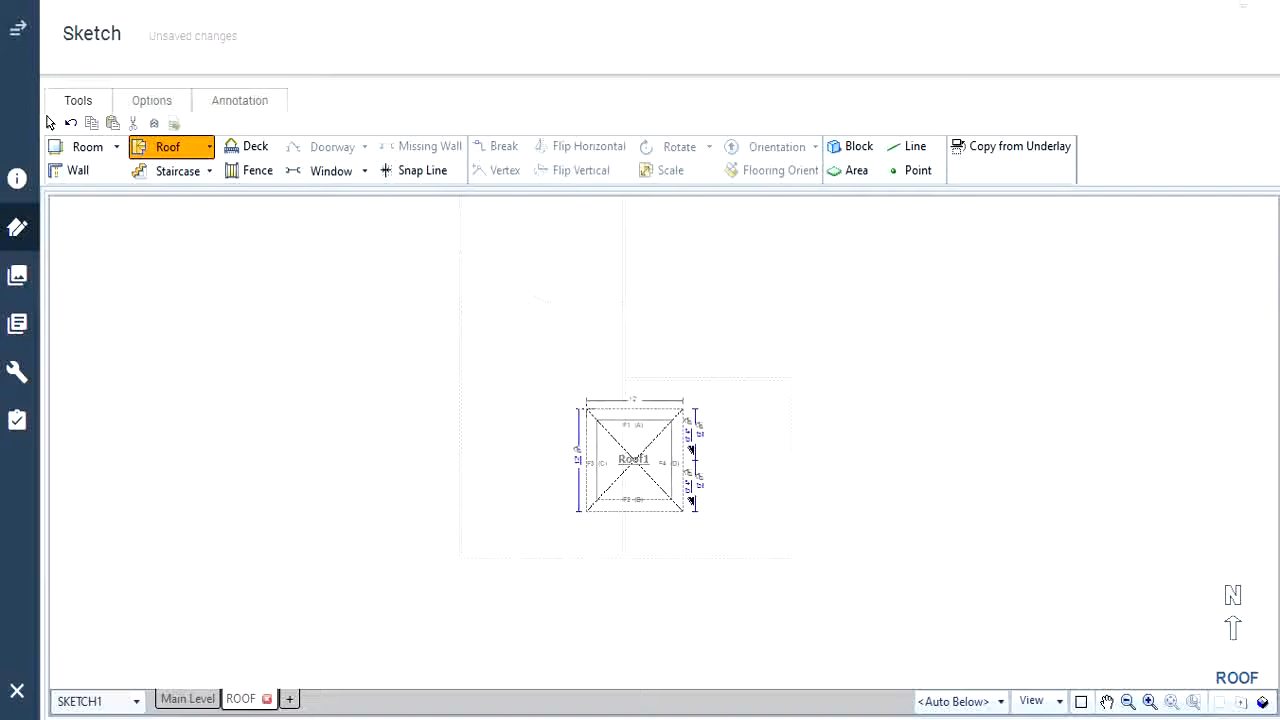 Sketch
Unsaved changes
Tools
Options
Annotation
Room
Roof
Deck
Doorway
Missing Wall
Break
Flip Horizontal
Rotate
Orientation
Block
Line
Copy from Underlay
Wall
Staircase
Fence
Window
Snap Line
Vertex
Flip Vertical
Scale
Flooring Orient
Area
Point
F1 (A)
Roof1
(C)
F4 (D)
(B)
N
ROOF
SKETCH1
Main Level
ROOF
<Auto Below>
View